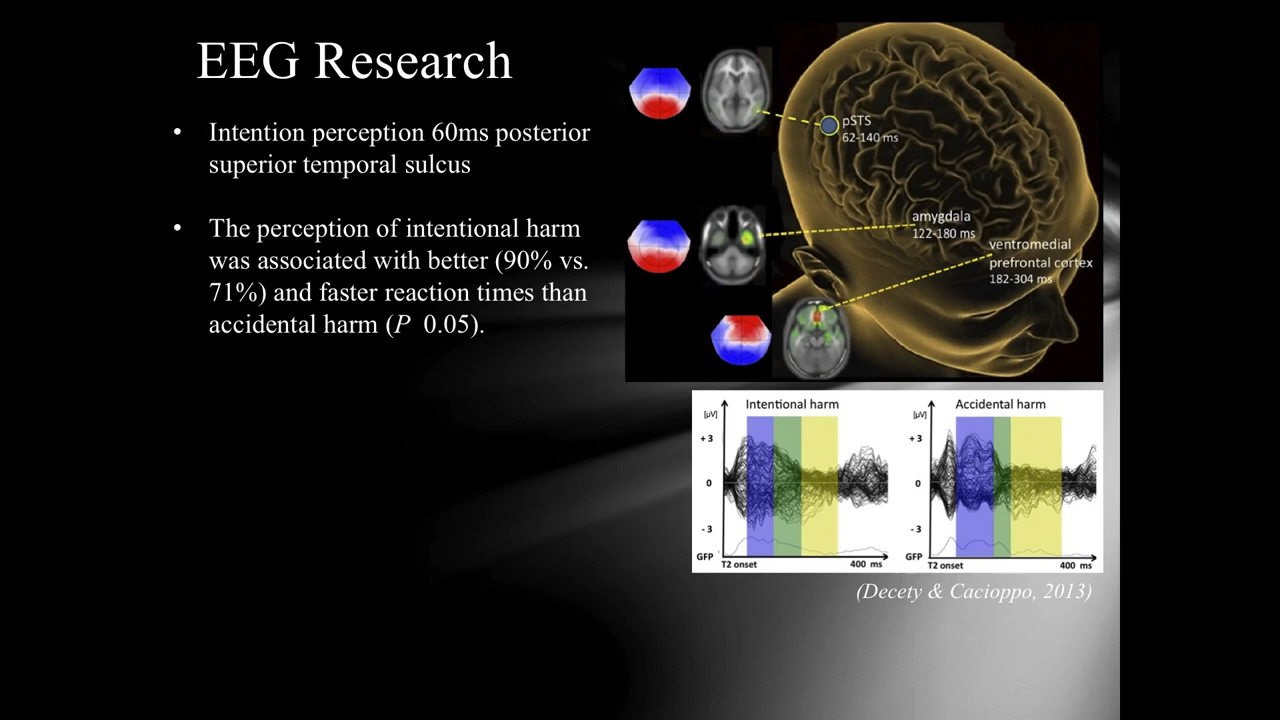 EEG Research
• Intention perception 60ms posterior
superior temporal sulcus
• The perception of intentional harm
was associated with better (90% vs.
71%) and faster reaction times than
accidental harm (P 0.05).
pSTS
62-140 ms
amygdala
122-180 ms
ventromedial
prefrontal cortex
182-304 ms
Intentional harm
[µV]
+ 3
0
- 3
GFP
T2 onset 400 ms
Accidental harm
[µV]
+ 3
0
- 3
GFP
T2 onset 400 ms
(Decety & Cacioppo, 2013)